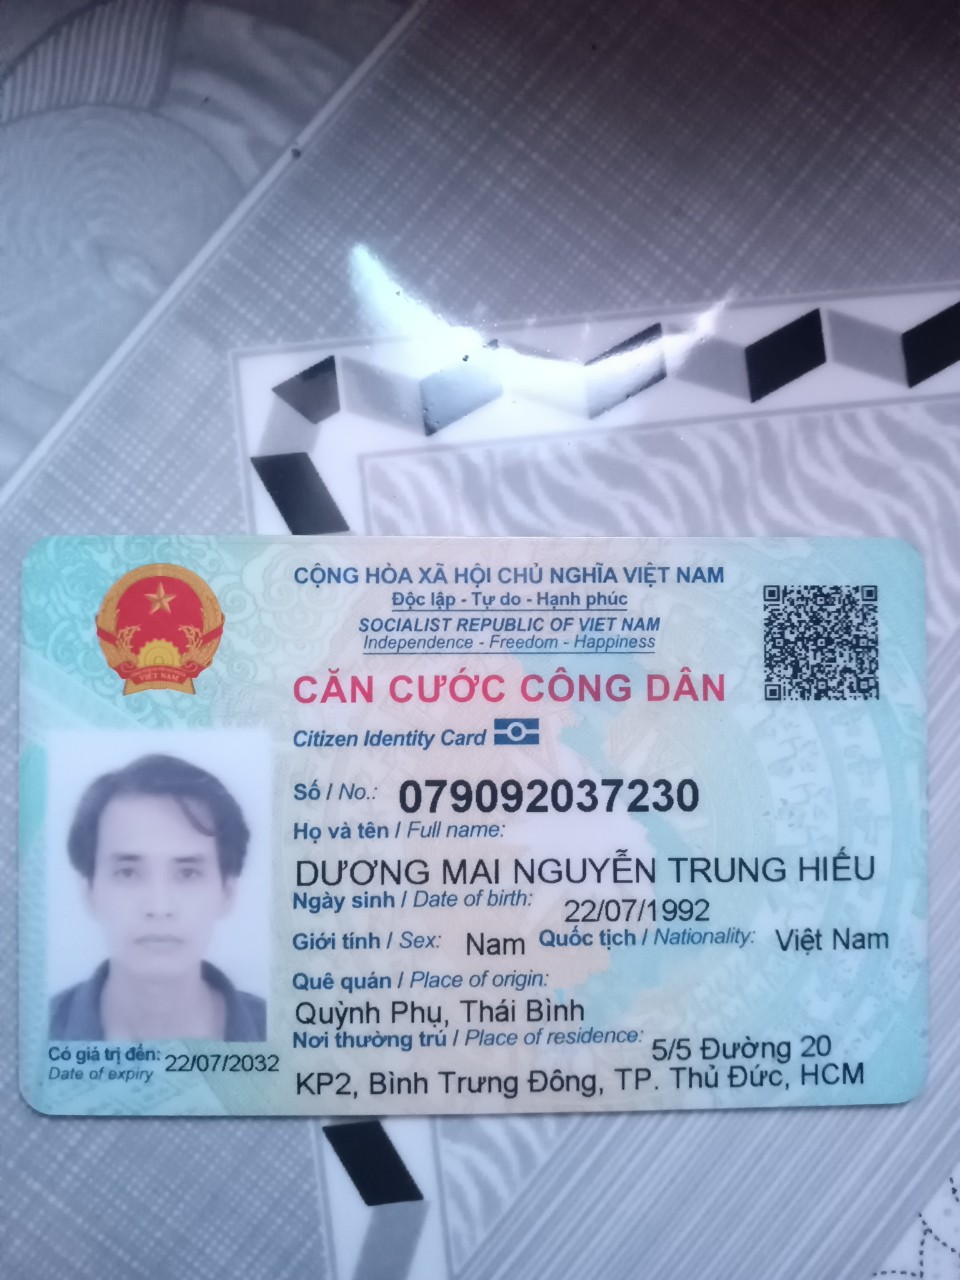 CỘNG HÒA XÃ HỘI CHỦ NGHĨA VIỆT NAM
Độc lập - Tự do - Hạnh phúc
SOCIALIST REPUBLIC OF VIET NAM
Independence - Freedom - Happiness
CĂN CƯỚC CÔNG DÂN
Citizen Identity Card
Số / No.: 079092037230
Họ và tên / Full name:
DƯƠNG MAI NGUYỄN TRUNG HIẾU
Ngày sinh / Date of birth: 22/07/1992
Giới tính / Sex: Nam Quốc tịch / Nationality: Việt Nam
Quê quán / Place of origin:
Quỳnh Phụ, Thái Bình
Nơi thường trú / Place of residence: 5/5 Đường 20
KP2, Bình Trưng Đông, TP. Thủ Đức, HCM
Có giá trị đến: 22/07/2032
Date of expiry
VIỆT NAM